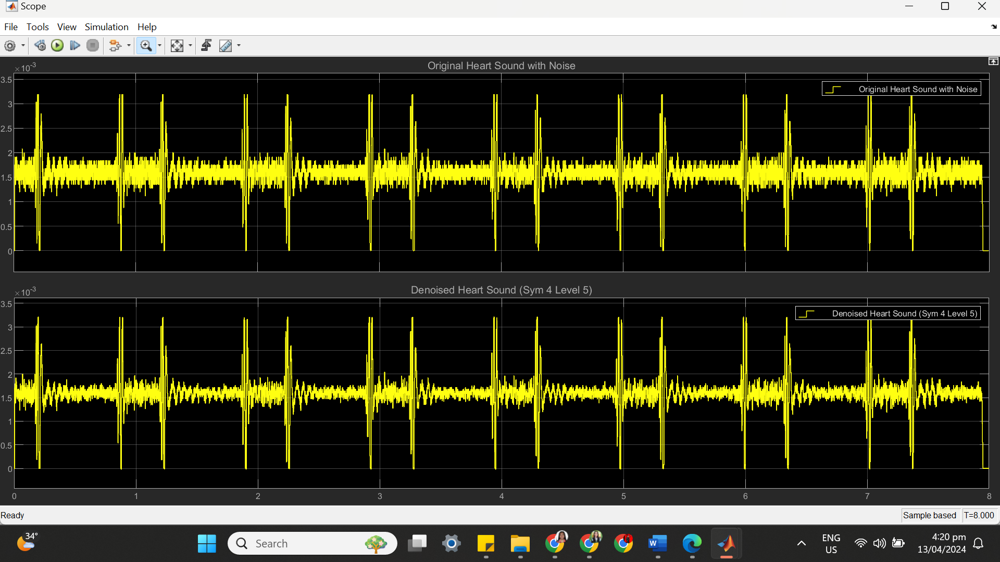 Scope
File Tools View Simulation Help
×10-3
Original Heart Sound with Noise
3.5
Original Heart Sound with Noise
3
2.5
2
1.5
1
0.5
0
×10-3
Denoised Heart Sound (Sym 4 Level 5)
3.5
Denoised Heart Sound (Sym 4 Level 5)
3
2.5
2
1.5
1
0.5
0
0 1 2 3 4 5 6 7 8
Ready
Sample based T=8.000
34°
Search
W
ENG
US
4:20 pm
13/04/2024